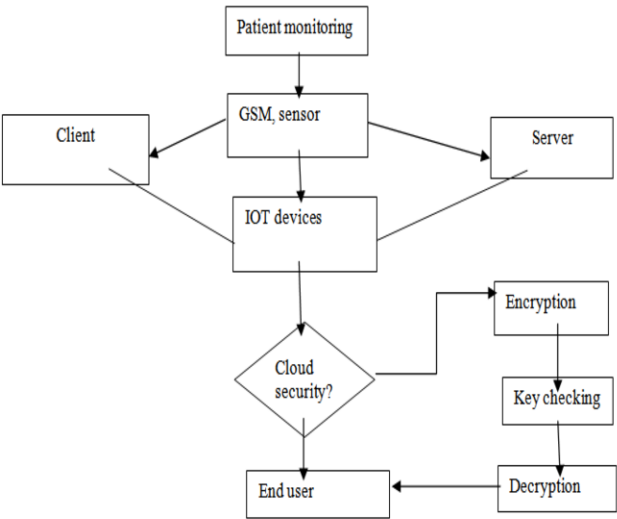 Patient monitoring
GSM, sensor
Client
Server
IOT devices
Encryption
Cloud
security?
Key checking
Decryption
End user